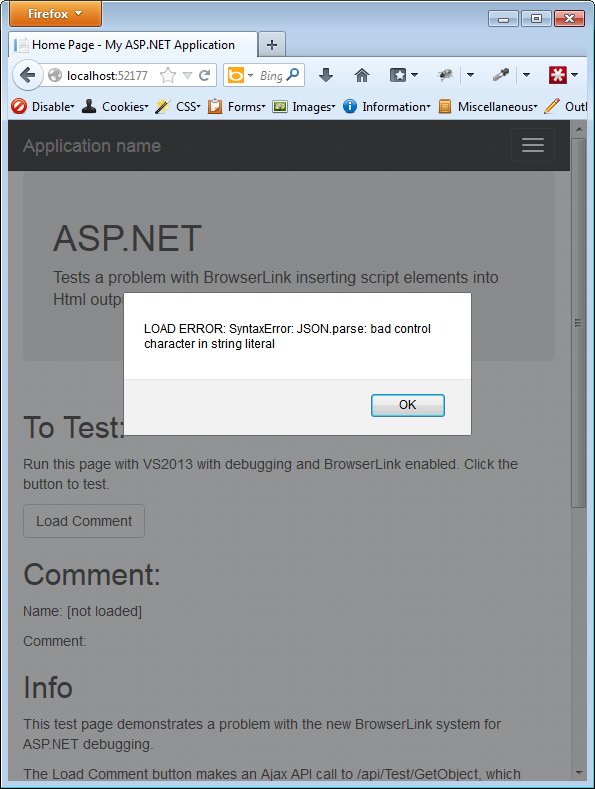 Firefox
Home Page - My ASP.NET Application
localhost:52177
Bing
Disable
Cookies
CSS
Forms
Images
Information
Miscellaneous
Application name
ASP.NET
Tests a problem with BrowserLink inserting script elements into
Html
LOAD ERROR: SyntaxError: JSON.parse: bad control
character in string literal
OK
To Test:
Run this page with VS2013 with debugging and BrowserLink enabled. Click the
button to test.
Load Comment
Comment:
Name: [not loaded]
Comment:
Info
This test page demonstrates a problem with the new BrowserLink system for
ASP.NET debugging.
The Load Comment button makes an Ajax API call to /api/Test/GetObject, which